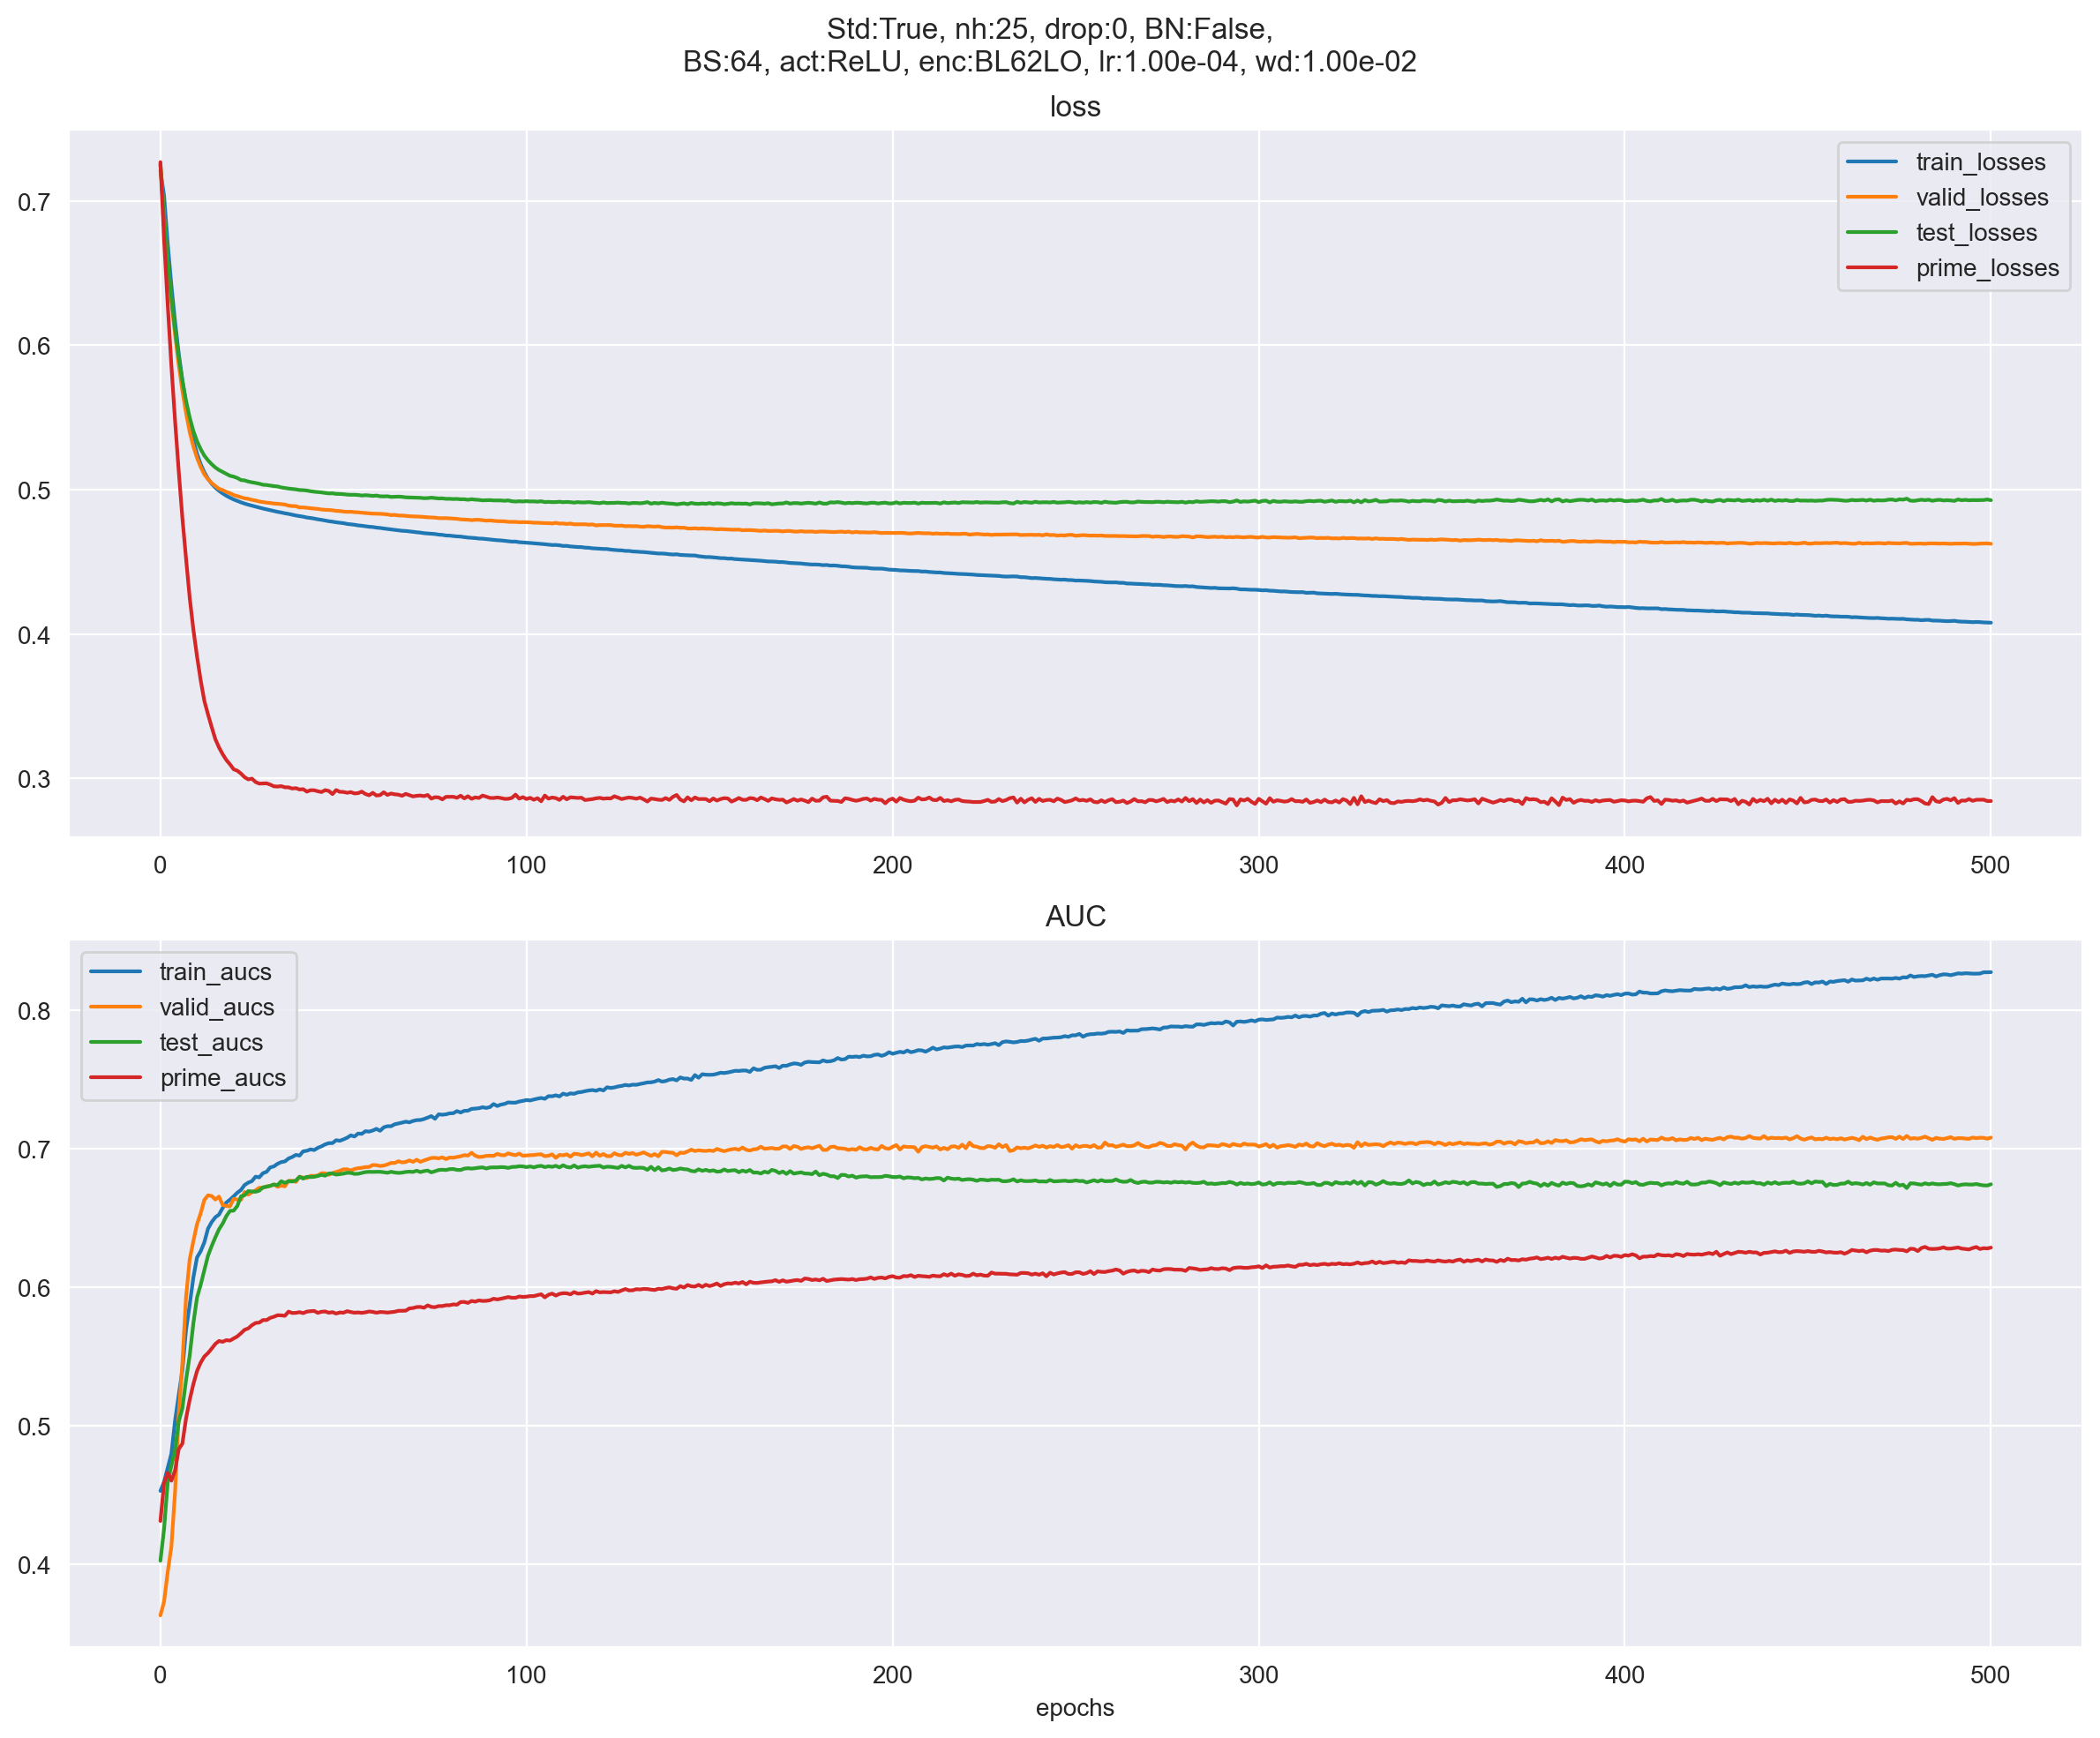 Std:True, nh:25, drop:0, BN:False,
BS:64, act:ReLU, enc:BL62LO, lr:1.00e-04, wd:1.00e-02
loss
train_losses
valid_losses
test_losses
prime_losses
0.7
0.6
0.5
0.4
0.3
0 100 200 300 400 500
AUC
train_aucs
valid_aucs
test_aucs
prime_aucs
0.8
0.7
0.6
0.5
0.4
0 100 200 300 400 500
epochs